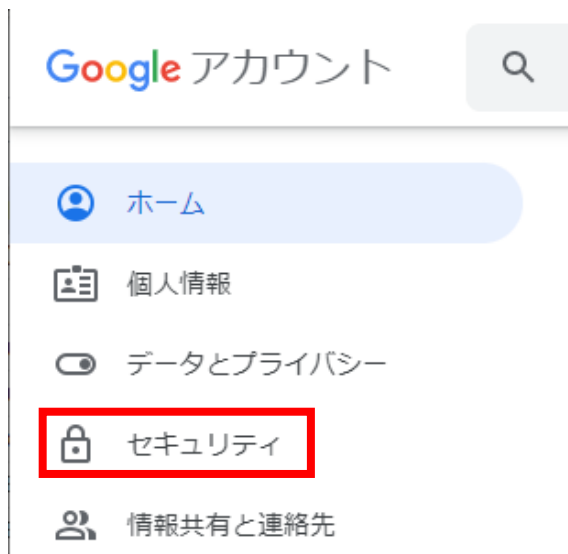 Google アカウント
ホーム
個人情報
データとプライバシー
セキュリティ
情報共有と連絡先